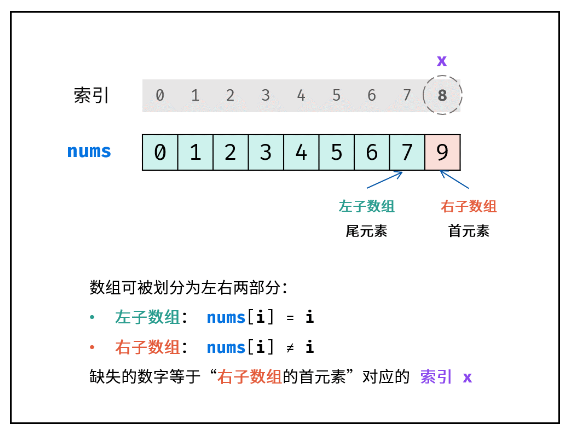 x
索引 0 1 2 3 4 5 6 7 8
nums 0 1 2 3 4 5 6 7 9
左子数组 右子数组
尾元素 首元素
数组可被划分为左右两部分：
• 左子数组： nums[i] = i
• 右子数组： nums[i] ≠ i
缺失的数字等于“右子数组的首元素”对应的 索引 x